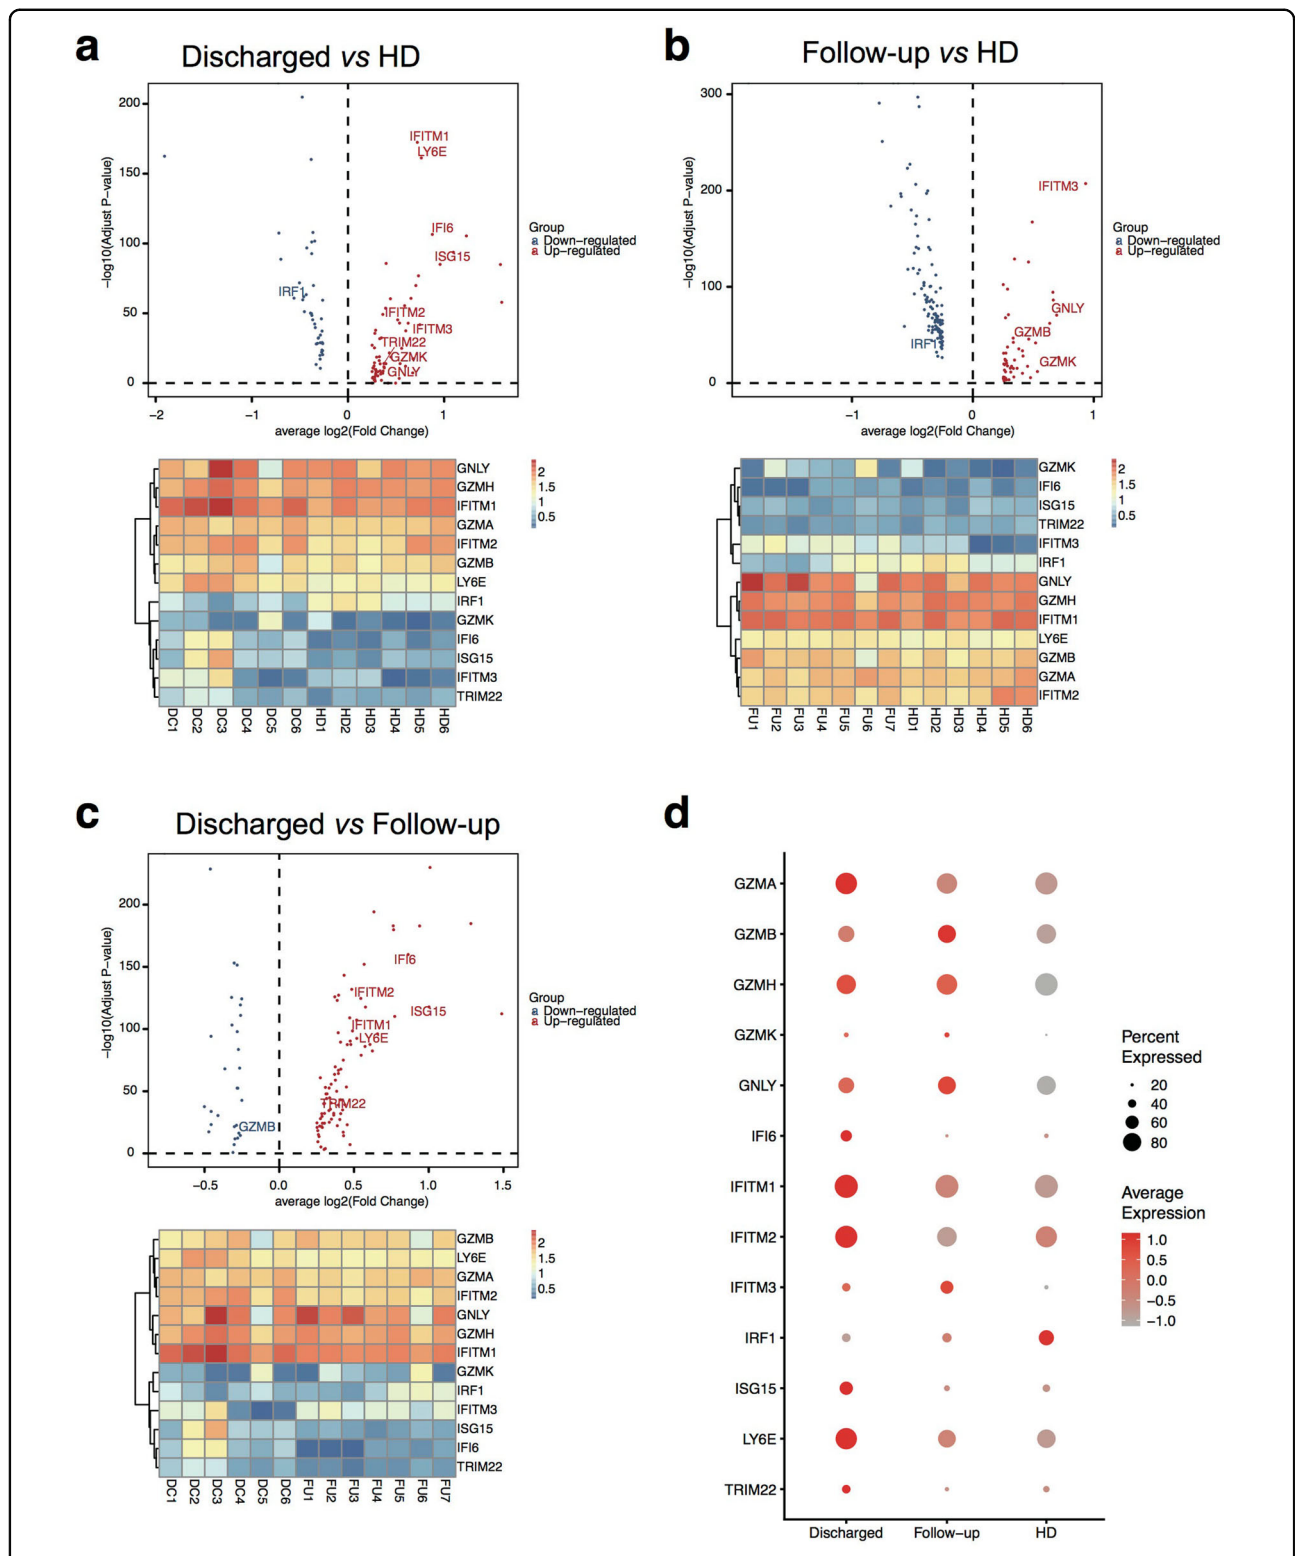 a
Discharged vs HD
−log10(Adjust P−value)
200
150
100
50
0
−2
−1
0
1
average log2(Fold Change)
IFITM1
LY6E
IFI6
ISG15
IRF1
IFITM2
IFITM3
TRIM22
GZMK
GNLY
Group
a Down−regulated
a Up−regulated
GNLY
GZMH
IFITM1
GZMA
IFITM2
GZMB
LY6E
IRF1
GZMK
IFI6
ISG15
IFITM3
TRIM22
DC1 DC2 DC3 DC4 DC5 DC6 HD1 HD2 HD3 HD4 HD5 HD6
2
1.5
1
0.5
b
Follow-up vs HD
−log10(Adjust P−value)
300
200
100
0
−1
0
1
average log2(Fold Change)
IFITM3
GNLY
GZMB
IRF1
GZMK
Group
a Down−regulated
a Up−regulated
GZMK
IFI6
ISG15
TRIM22
IFITM3
IRF1
GNLY
GZMH
IFITM1
LY6E
GZMB
GZMA
IFITM2
FU1 FU2 FU3 FU4 FU5 FU6 FU7 HD1 HD2 HD3 HD4 HD5 HD6
2
1.5
1
0.5
c
Discharged vs Follow-up
−log10(Adjust P−value)
200
150
100
50
0
−0.5
0.0
0.5
1.0
1.5
average log2(Fold Change)
IFI6
IFITM2
ISG15
IFITM1
LY6E
TRIM22
GZMB
Group
a Down−regulated
a Up−regulated
GZMB
LY6E
GZMA
IFITM2
GNLY
GZMH
IFITM1
GZMK
IRF1
IFITM3
ISG15
IFI6
TRIM22
DC1 DC2 DC3 DC4 DC5 DC6 FU1 FU2 FU3 FU4 FU5 FU6 FU7
2
1.5
1
0.5
d
GZMA
GZMB
GZMH
GZMK
GNLY
IFI6
IFITM1
IFITM2
IFITM3
IRF1
ISG15
LY6E
TRIM22
Discharged
Follow−up
HD
Percent
Expressed
20
40
60
80
Average
Expression
1.0
0.5
0.0
−0.5
−1.0